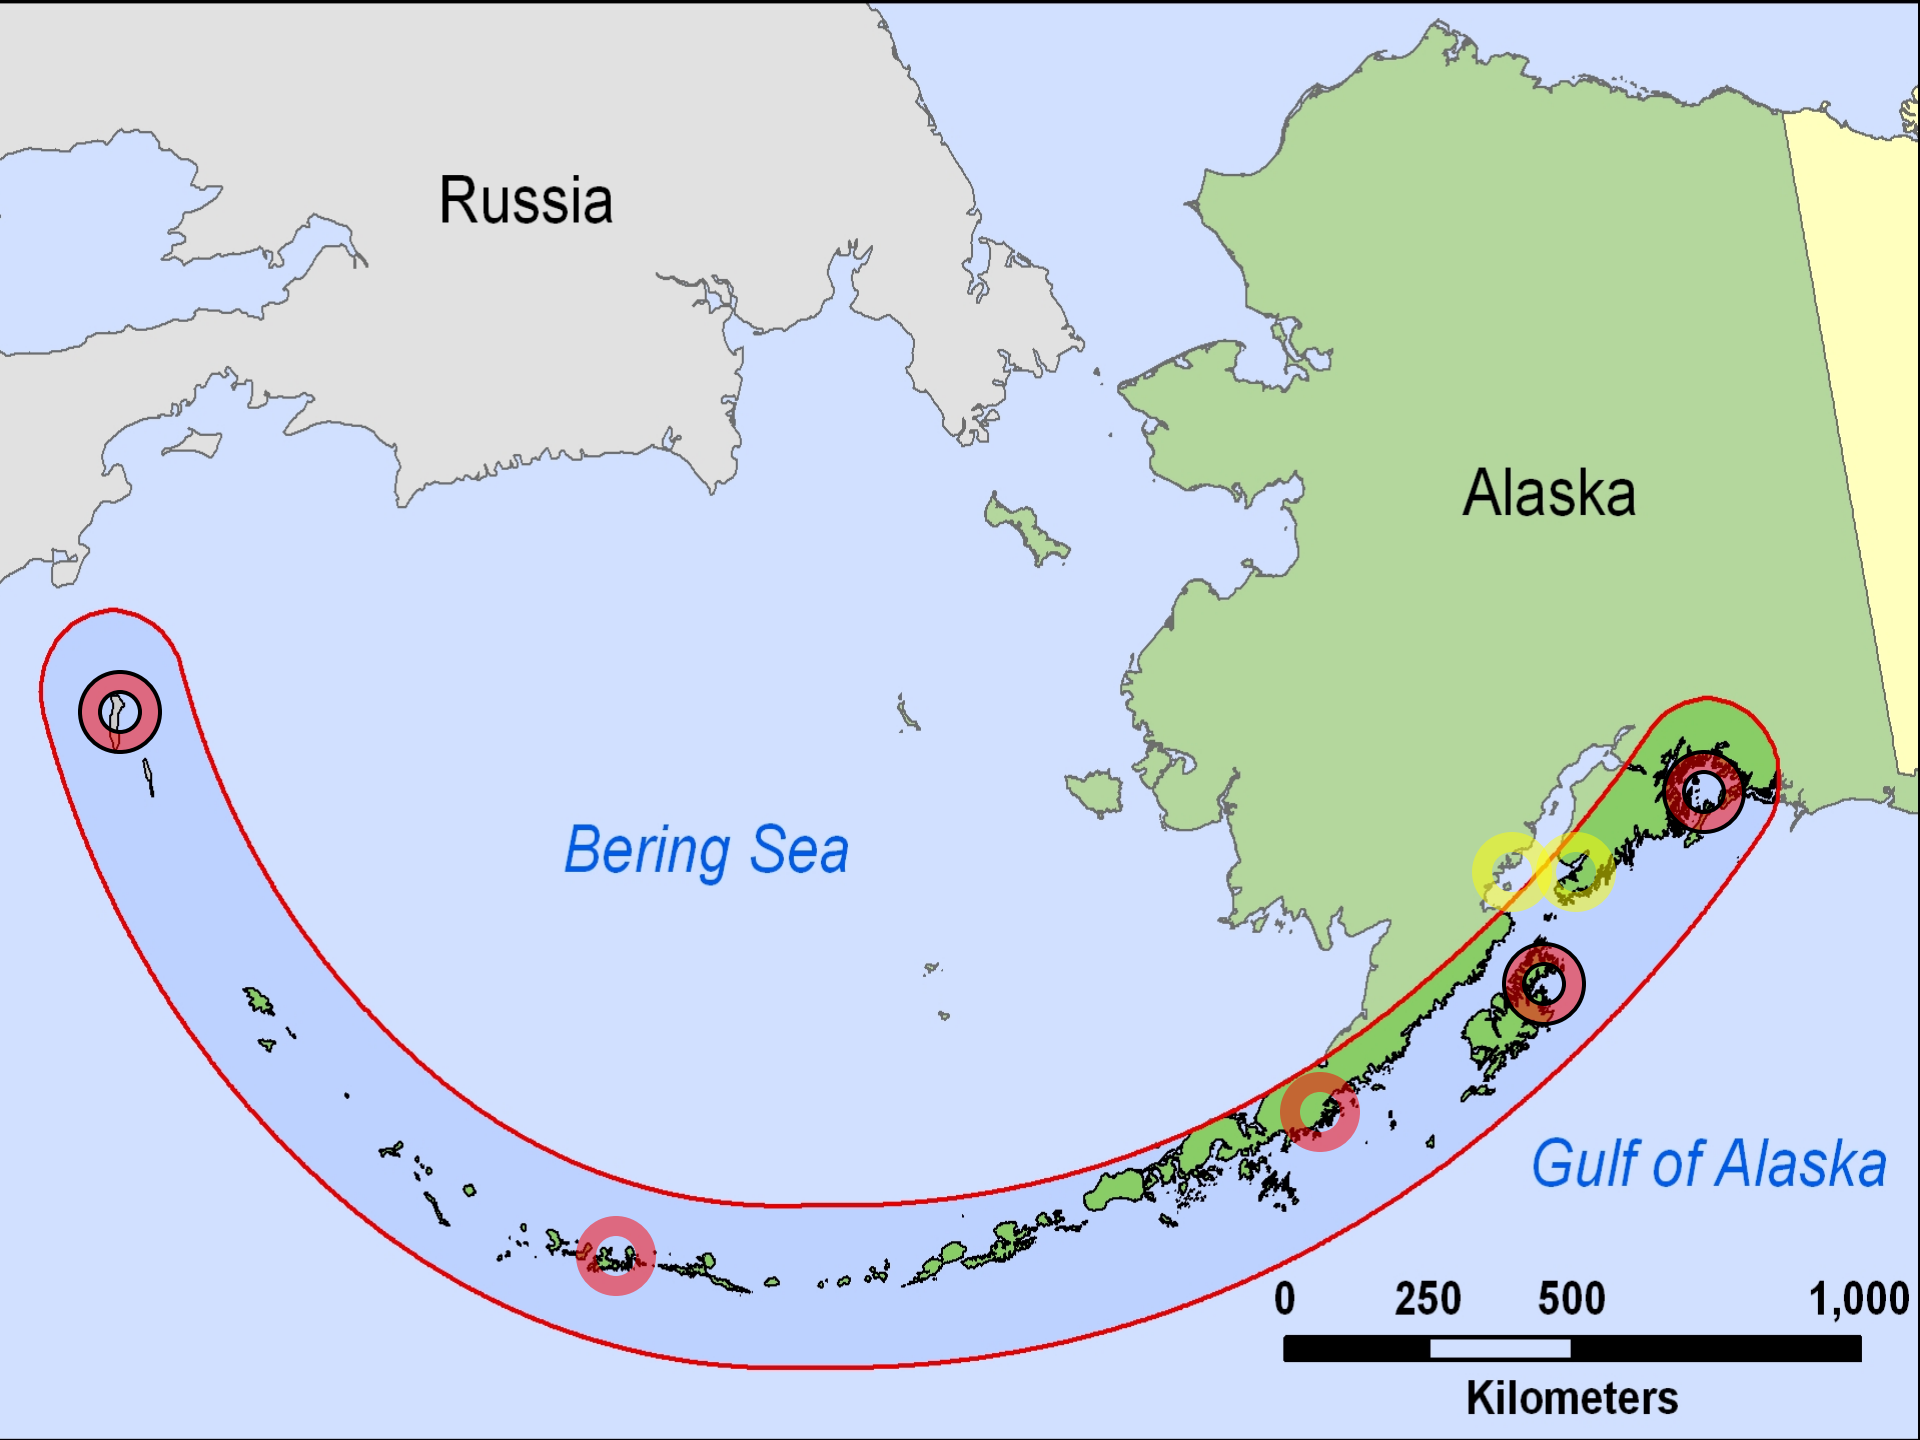 Russia
Alaska
Bering Sea
Gulf of Alaska
0 250 500 1,000
Kilometers